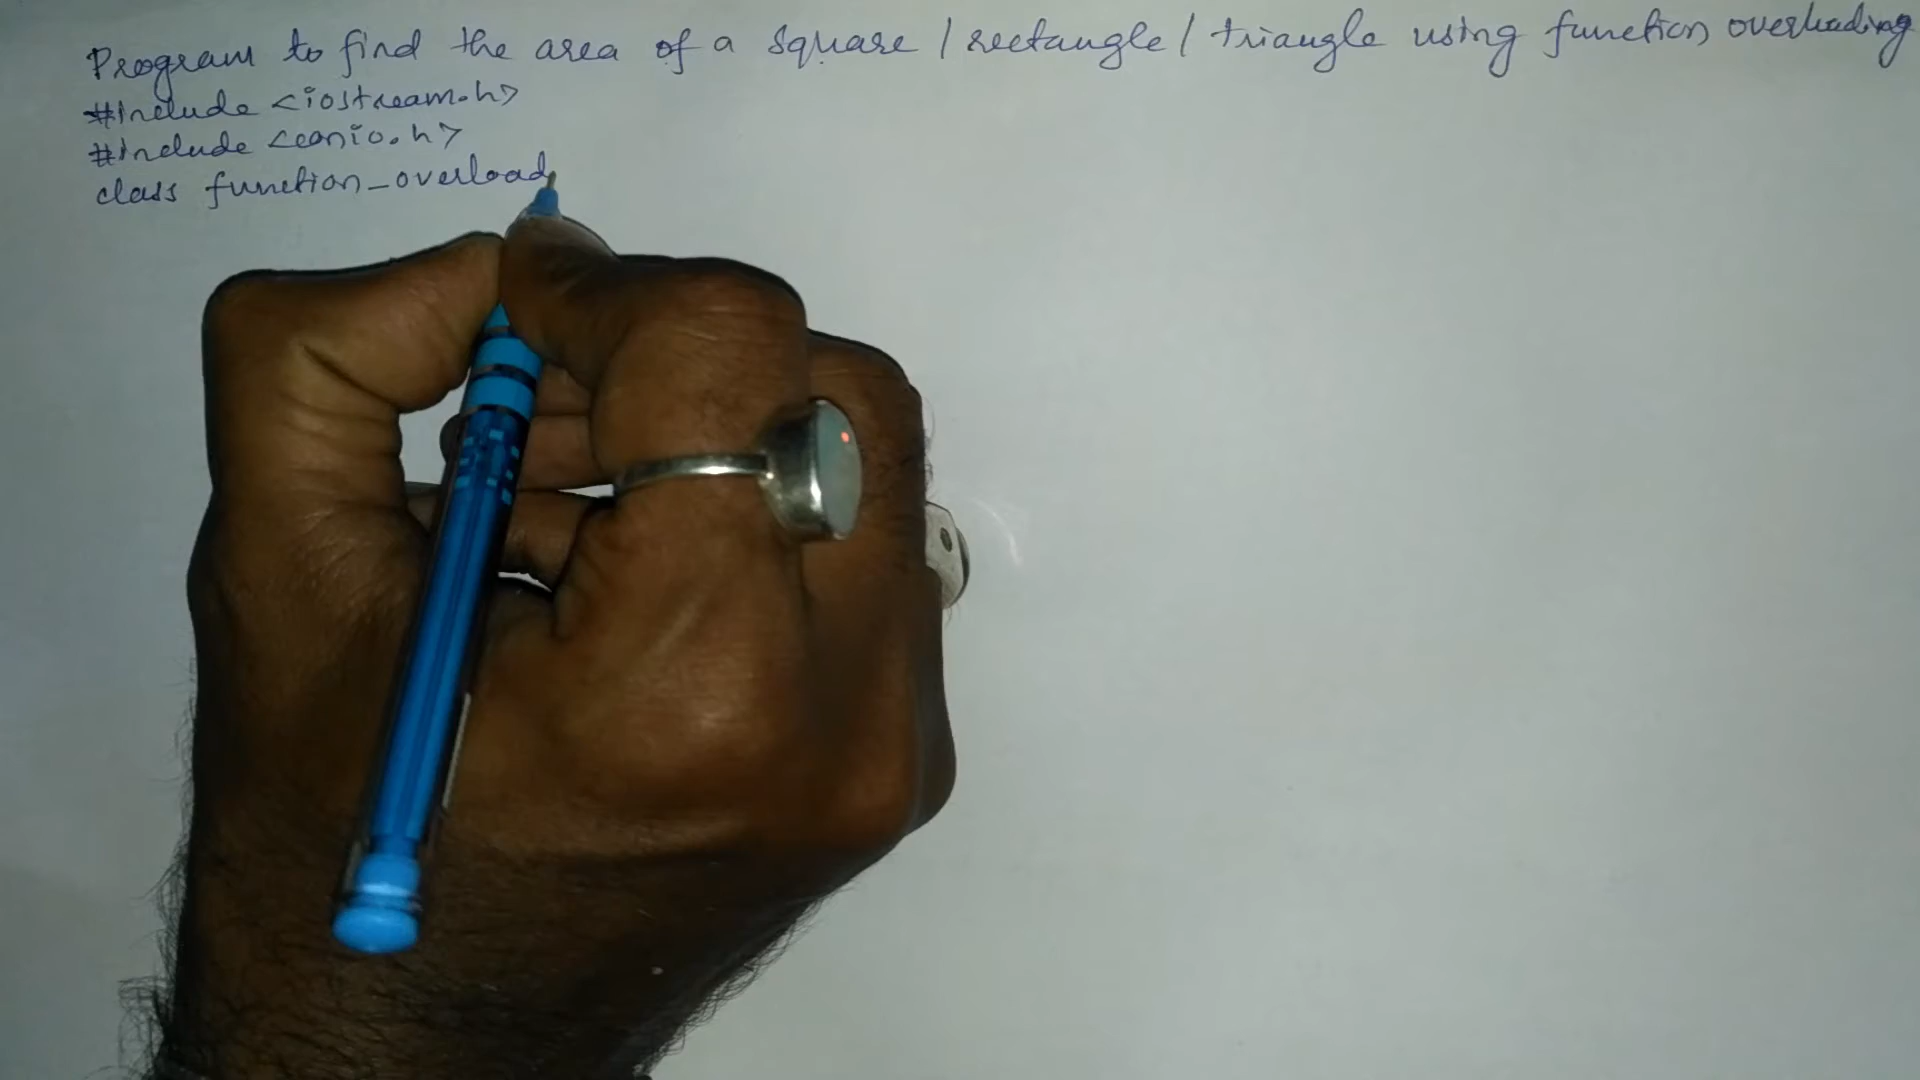 Program to find the area of a square / rectangle / triangle using function overloading
#include <iostream.h>
#include <conio.h>
class function_overload